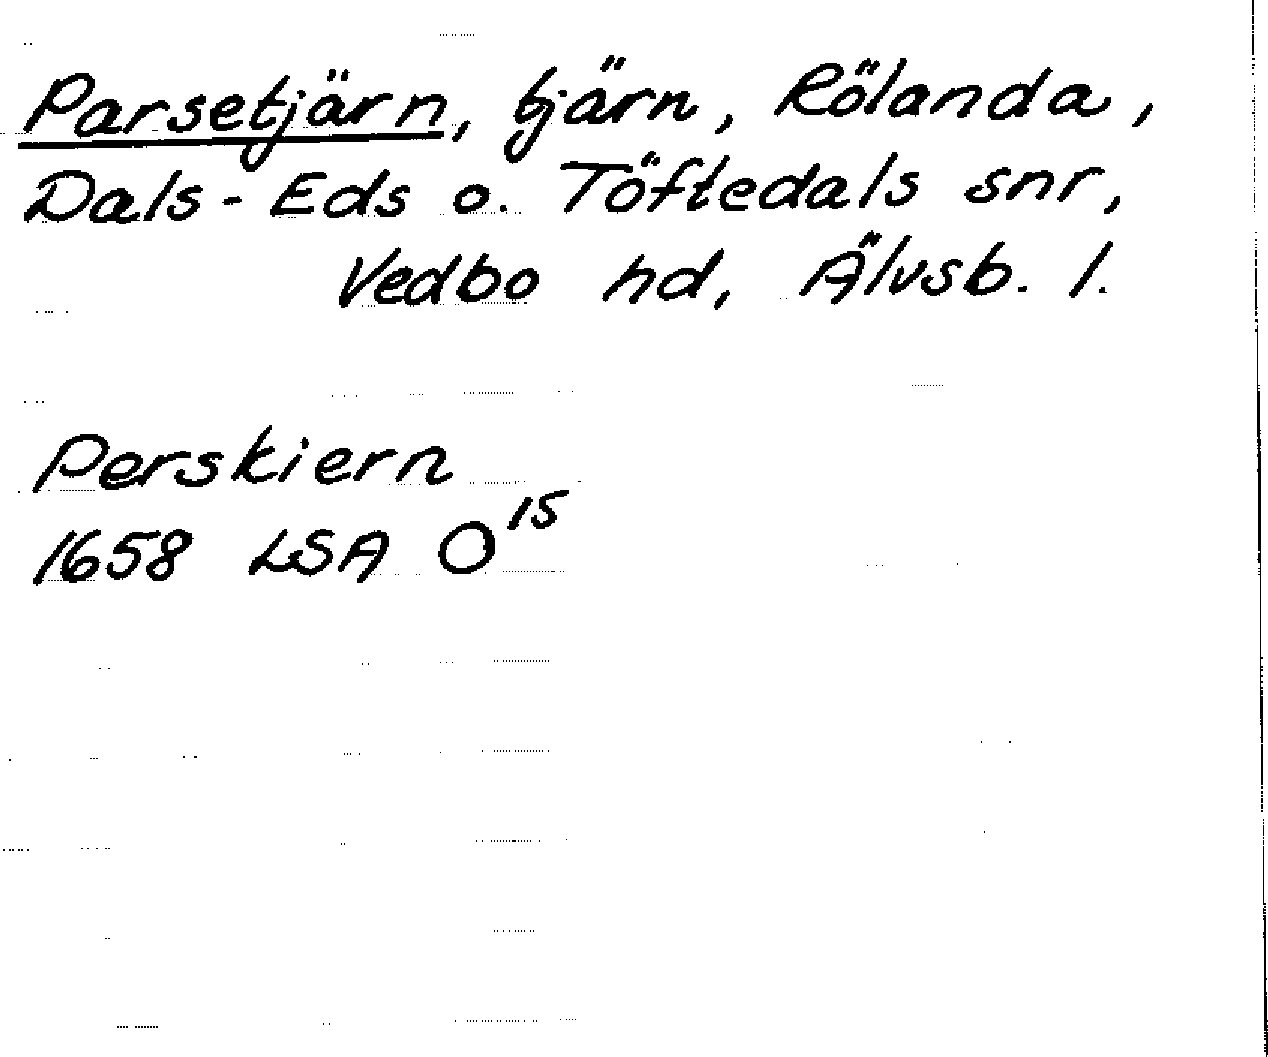 Parsetjärn, tjärn, Rölanda,
Dals-Eds o. Töftedals snr,
Vedbo hd, Älvsb. l.
Perskiern
1658 LSA O15